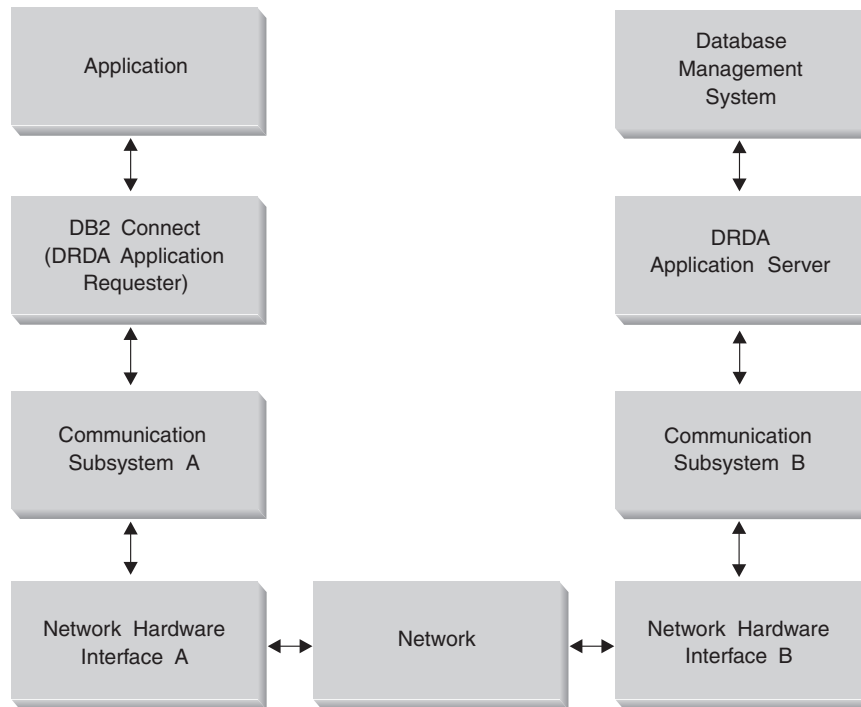 Application
DB2 Connect
(DRDA Application
Requester)
Communication
Subsystem A
Network Hardware
Interface A
Network
Database
Management
System
DRDA
Application Server
Communication
Subsystem B
Network Hardware
Interface B